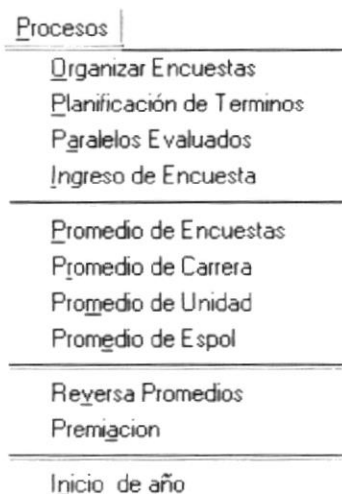 Procesos
Organizar Encuestas
Planificación de Terminos
Paralelos Evaluados
Ingreso de Encuesta
Promedio de Encuestas
Promedio de Carrera
Promedio de Unidad
Promedio de Espol
Reversa Promedios
Premiacion
Inicio de año